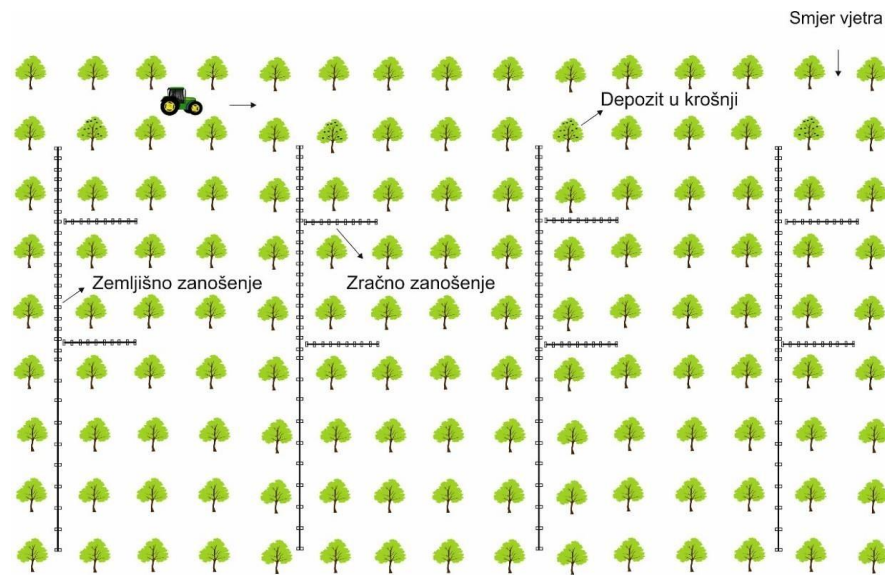 Smjer vjetra
Depozit u krošnji
Zemljišno zanošenje
Zračno zanošenje